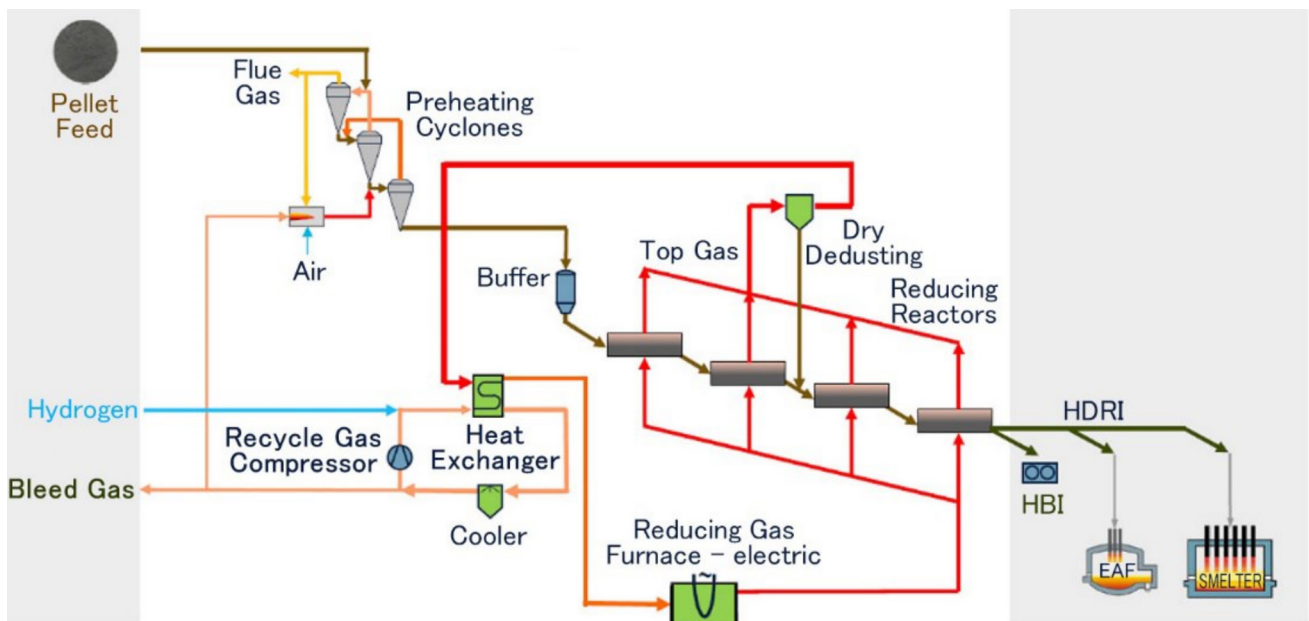 Pellet
Feed
Flue
Gas
Preheating
Cyclones
Air
Buffer
Top Gas
Dry
Dedusting
Reducing
Reactors
Hydrogen
Recycle Gas
Compressor
Heat
Exchanger
Bleed Gas
Cooler
Reducing Gas
Furnace – electric
HDRI
HBI
EAF
SMELTER